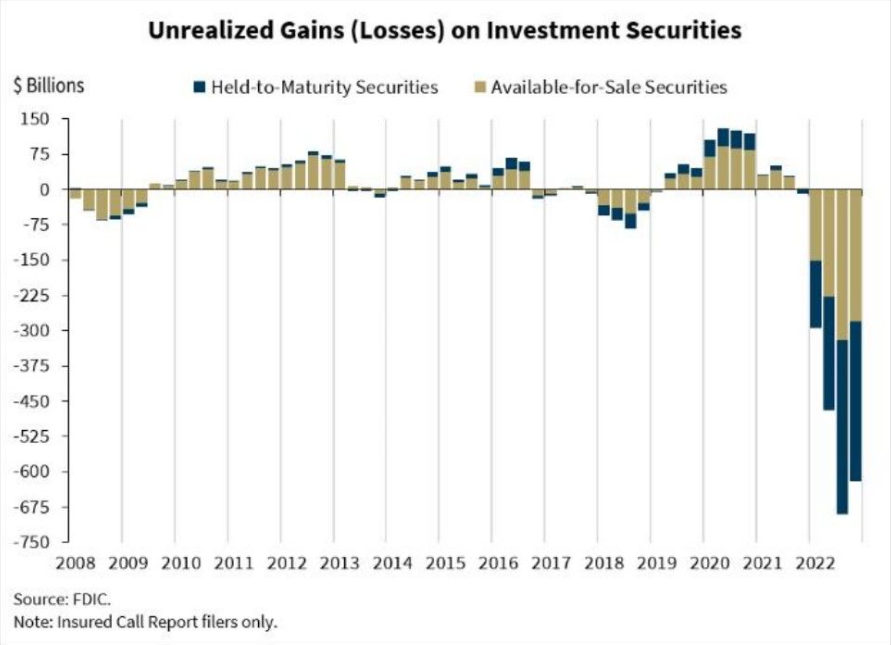 Unrealized Gains (Losses) on Investment Securities
$ Billions
Held-to-Maturity Securities Available-for-Sale Securities
150
75
0
-75
-150
-225
-300
-375
-450
-525
-600
-675
-750
2008 2009 2010 2011 2012 2013 2014 2015 2016 2017 2018 2019 2020 2021 2022
Source: FDIC.
Note: Insured Call Report filers only.